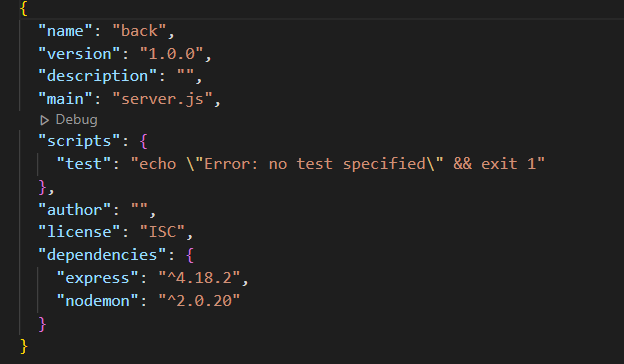 {
"name": "back",
"version": "1.0.0",
"description": "",
"main": "server.js",
Debug
"scripts": {
"test": "echo \"Error: no test specified\" && exit 1"
},
"author": "",
"license": "ISC",
"dependencies": {
"express": "^4.18.2",
"nodemon": "^2.0.20"
}
}